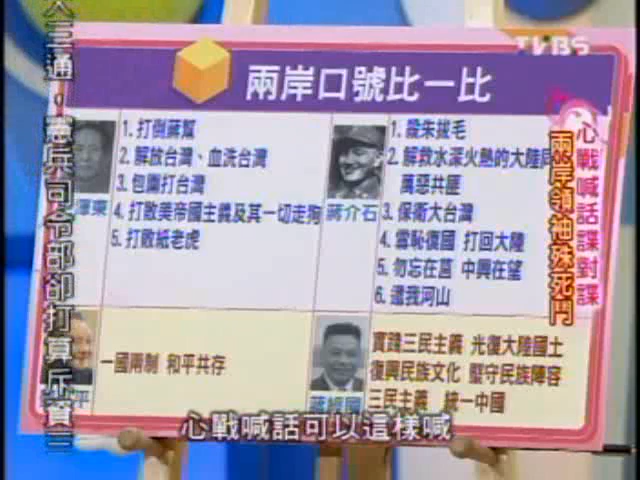 TVBS
兩岸口號比一比
1. 打倒蔣幫
2. 解放台灣、血洗台灣
3. 包圍打台灣
4. 打敗美帝國主義及其一切走狗
5. 打敗紙老虎
澤東
1. 殺朱拔毛
2. 解救水深火熱的大陸同
萬惡共匪
3. 保衛大台灣
4. 雪恥復國 打回大陸
5. 勿忘在莒 中興在望
6. 還我河山
蔣介石
一國兩制 和平共存
平
實踐三民主義 光復大陸國土
復興民族文化 堅守民族陣容
三民主義 統一中國
蔣經國
心戰喊話諜對諜
兩岸領袖殊死鬥
三通，憲兵司令部卻打算
心戰喊話可以這樣喊